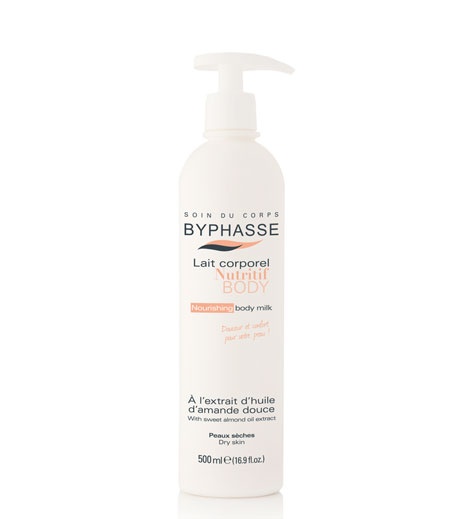 SOIN DU CORPS
BYPHASSE
Lait corporel
Nutritif
BODY
Nourishing body milk
Douceur et confort
pour votre peau !
À l'extrait d'huile
d'amande douce
With sweet almond oil extract
Peaux sèches
Dry skin
500 ml ℮ (16.9 fl.oz.)